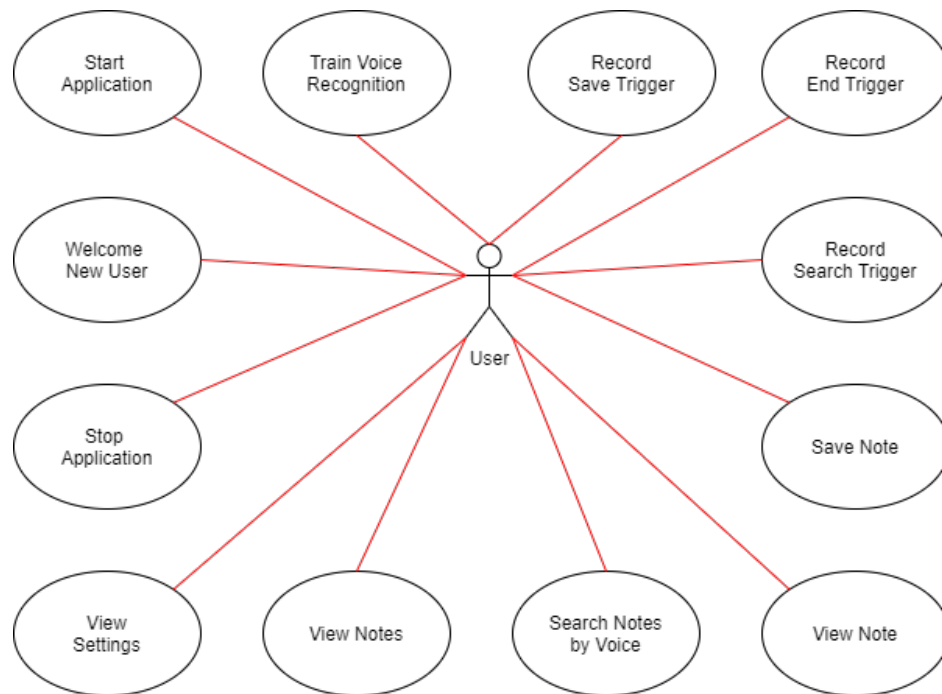 Start
Application
Train Voice
Recognition
Record
Save Trigger
Record
End Trigger
Welcome
New User
Record
Search Trigger
User
Stop
Application
Save Note
View
Settings
View Notes
Search Notes
by Voice
View Note